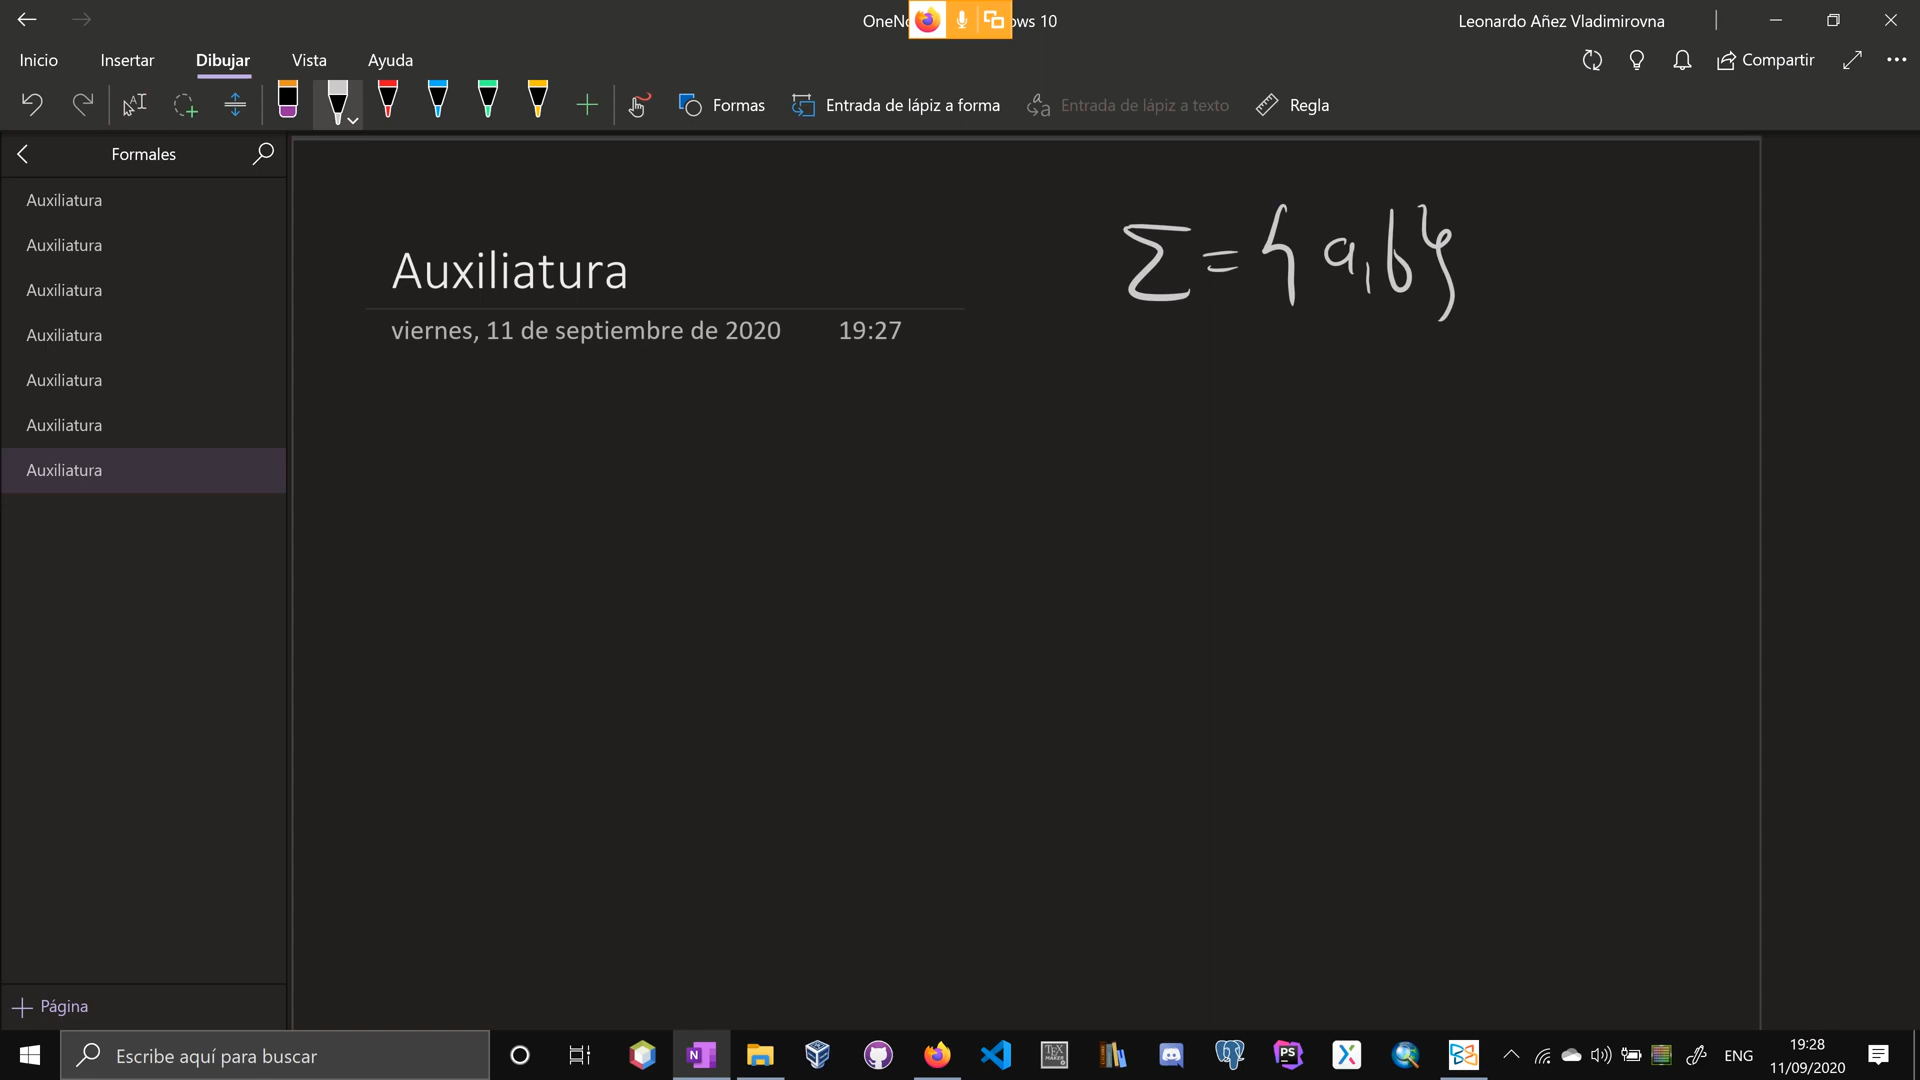 OneNo ows 10
Leonardo Añez Vladimirovna
Inicio Insertar Dibujar Vista Ayuda
Compartir
Formas Entrada de lápiz a forma Entrada de lápiz a texto Regla
Formales
Auxiliatura
Auxiliatura
Auxiliatura
Auxiliatura
Auxiliatura
Auxiliatura
Auxiliatura
Auxiliatura
viernes, 11 de septiembre de 2020 19:27
Σ = { a, b }
Página
Escribe aquí para buscar
ENG
19:28
11/09/2020